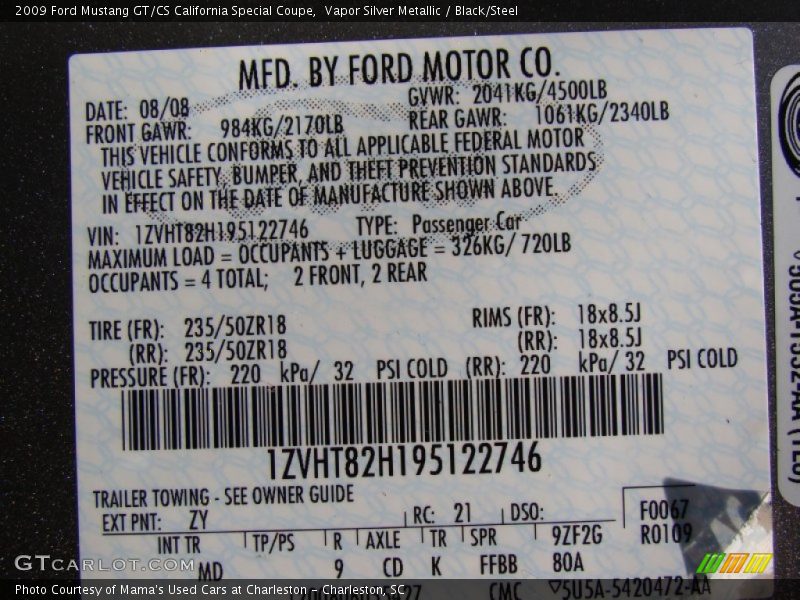 2009 Ford Mustang GT/CS California Special Coupe, Vapor Silver Metallic / Black/Steel
MFD. BY FORD MOTOR CO.
DATE: 08/08 GVWR: 2041KG/4500LB
FRONT GAWR: 984KG/2170LB REAR GAWR: 1061KG/2340LB
THIS VEHICLE CONFORMS TO ALL APPLICABLE FEDERAL MOTOR
VEHICLE SAFETY, BUMPER, AND THEFT PREVENTION STANDARDS
IN EFFECT ON THE DATE OF MANUFACTURE SHOWN ABOVE.
VIN: 1ZVHT82H195122746 TYPE: Passenger Car
MAXIMUM LOAD = OCCUPANTS + LUGGAGE = 326KG/ 720LB
OCCUPANTS = 4 TOTAL; 2 FRONT, 2 REAR
TIRE (FR): 235/50ZR18 RIMS (FR): 18x8.5J
(RR): 235/50ZR18 (RR): 18x8.5J
PRESSURE (FR): 220 kPa/ 32 PSI COLD (RR): 220 kPa/ 32 PSI COLD
1ZVHT82H195122746
TRAILER TOWING - SEE OWNER GUIDE
EXT PNT: ZY RC: 21 DSO: F0067
INT TR TP/PS R AXLE TR SPR 9ZF2G R0109
MD 9 CD K FFBB 80A
CMC 5U5A-5420472-AA
GTCarLot.com
Photo Courtesy of Mama's Used Cars at Charleston – Charleston, SC